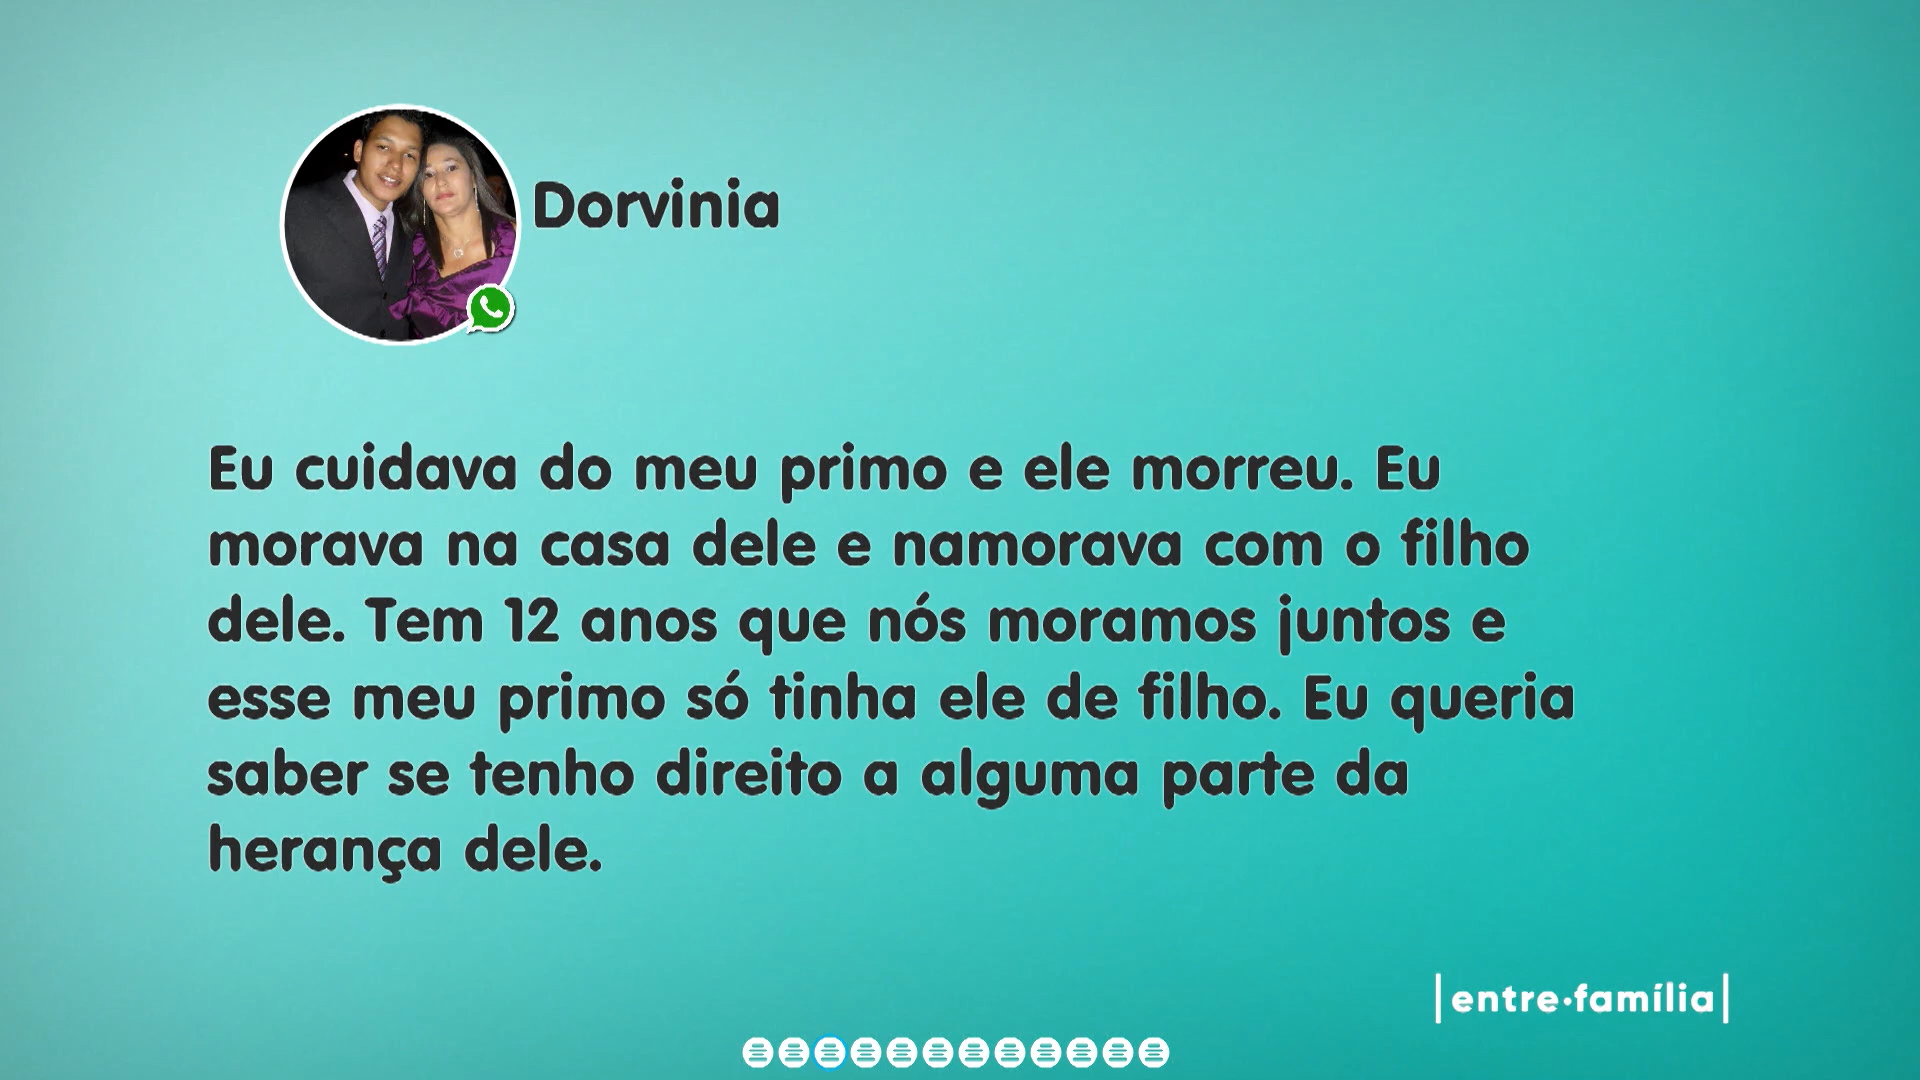 Dorvinia
Eu cuidava do meu primo e ele morreu. Eu
morava na casa dele e namorava com o filho
dele. Tem 12 anos que nós moramos juntos e
esse meu primo só tinha ele de filho. Eu queria
saber se tenho direito a alguma parte da
herança dele.
|entre·família|